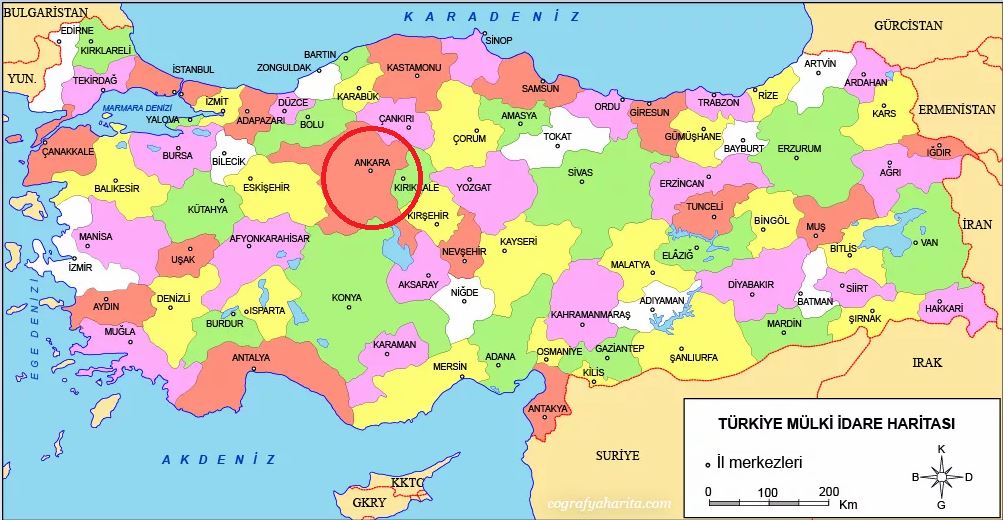 BULGARİSTAN
KARADENİZ
GÜRCİSTAN
EDİRNE
KIRKLARELİ
SİNOP
BARTIN
KASTAMONU
ZONGULDAK
ARTVİN
İSTANBUL
YUN.
TEKİRDAĞ
ARDAHAN
SAMSUN
KARABÜK
RİZE
İZMİT
DÜZCE
ORDU
TRABZON
MARMARA DENİZİ
GİRESUN
ERMENİSTAN
KARS
YALOVA
ADAPAZARI
BOLU
ÇANKIRI
AMASYA
ÇORUM
TOKAT
GÜMÜŞHANE
BAYBURT
ERZURUM
ÇANAKKALE
BURSA
BİLECİK
IĞDIR
ANKARA
SİVAS
AĞRI
BALIKESİR
ESKİŞEHİR
KIRIKKALE
YOZGAT
ERZİNCAN
KÜTAHYA
KIRŞEHİR
TUNCELİ
BİNGÖL
MUŞ
İRAN
MANİSA
AFYONKARAHİSAR
KAYSERİ
VAN
UŞAK
NEVŞEHİR
ELÂZIĞ
BİTLİS
İZMİR
MALATYA
AKSARAY
DİYABAKIR
SİİRT
NİĞDE
BATMAN
ADIYAMAN
EGE DENİZİ
AYDIN
DENİZLİ
KONYA
ISPARTA
KAHRAMANMARAŞ
HAKKARİ
BURDUR
MARDİN
ŞIRNAK
MUĞLA
KARAMAN
GAZİANTEP
ANTALYA
ADANA
OSMANİYE
ŞANLIURFA
MERSİN
KİLİS
IRAK
ANTAKYA
TÜRKİYE MÜLKİ İDARE HARİTASI
SURİYE
AKDENİZ
İl merkezleri
K
B
D
G
KKTC
GKRY
0 100 200
Km
cografyaharita.com